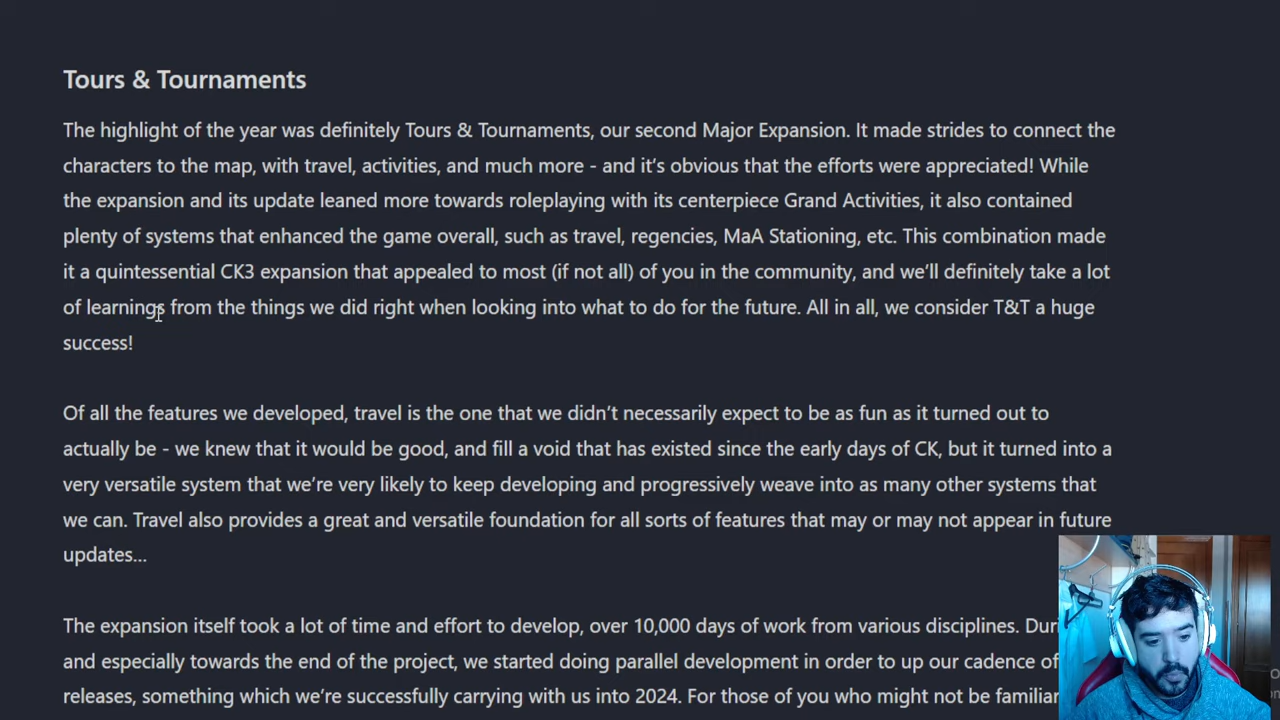 Tours & Tournaments
The highlight of the year was definitely Tours & Tournaments, our second Major Expansion. It made strides to connect the
characters to the map, with travel, activities, and much more - and it's obvious that the efforts were appreciated! While
the expansion and its update leaned more towards roleplaying with its centerpiece Grand Activities, it also contained
plenty of systems that enhanced the game overall, such as travel, regencies, MaA Stationing, etc. This combination made
it a quintessential CK3 expansion that appealed to most (if not all) of you in the community, and we'll definitely take a lot
of learnings from the things we did right when looking into what to do for the future. All in all, we consider T&T a huge
success!
Of all the features we developed, travel is the one that we didn't necessarily expect to be as fun as it turned out to
actually be - we knew that it would be good, and fill a void that has existed since the early days of CK, but it turned into a
very versatile system that we're very likely to keep developing and progressively weave into as many other systems that
we can. Travel also provides a great and versatile foundation for all sorts of features that may or may not appear in future
updates...
The expansion itself took a lot of time and effort to develop, over 10,000 days of work from various disciplines. Duri
and especially towards the end of the project, we started doing parallel development in order to up our cadence of
releases, something which we're successfully carrying with us into 2024. For those of you who might not be familiar